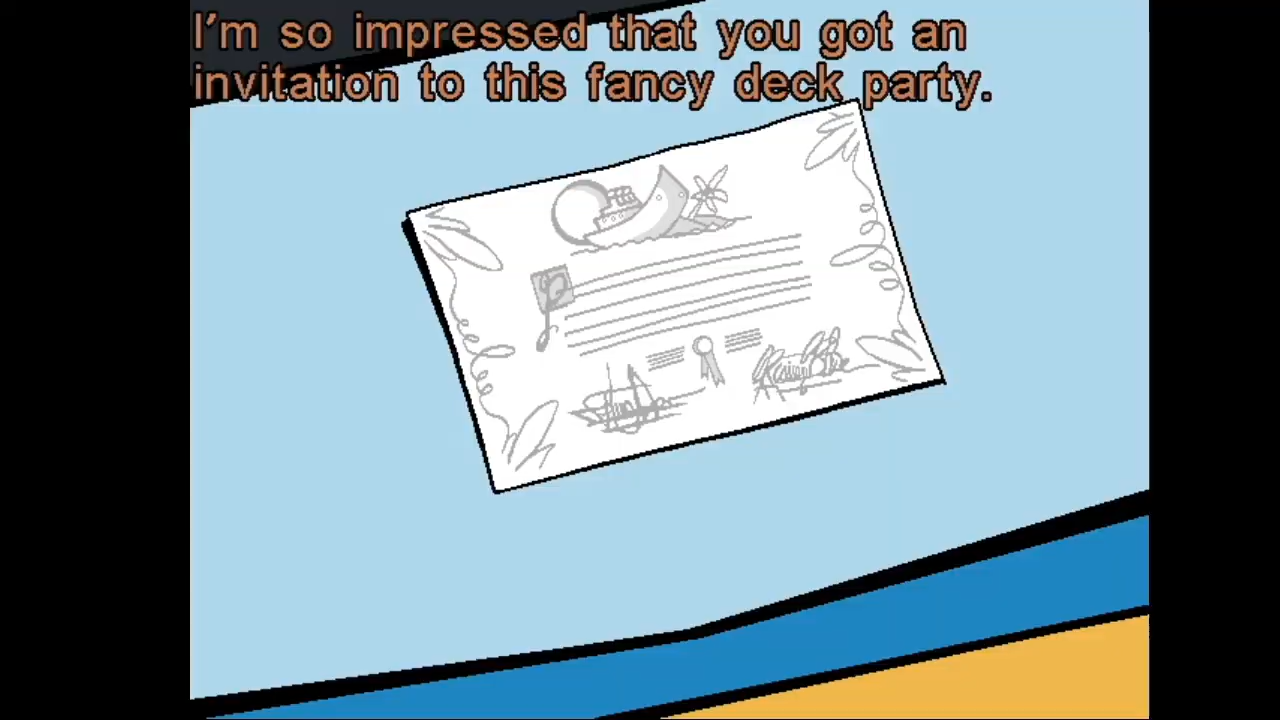 I'm so impressed that you got an
invitation to this fancy deck party.